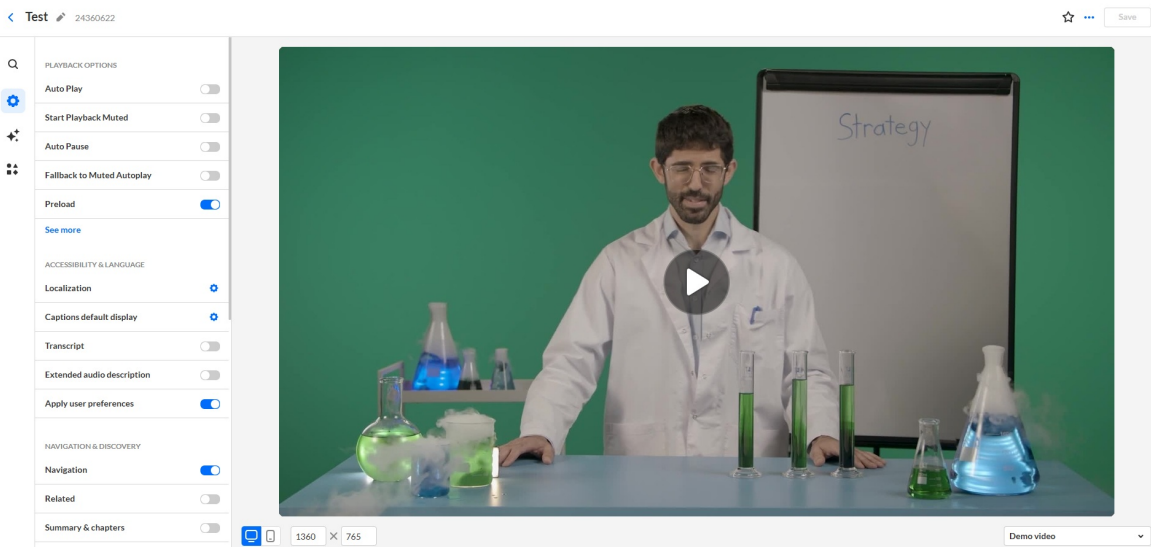 Test
24360622
Save
PLAYBACK OPTIONS
Auto Play
Start Playback Muted
Auto Pause
Fallback to Muted Autoplay
Preload
See more
ACCESSIBILITY & LANGUAGE
Localization
Captions default display
Transcript
Extended audio description
Apply user preferences
NAVIGATION & DISCOVERY
Navigation
Related
Summary & chapters
Strategy
1360
765
Demo video